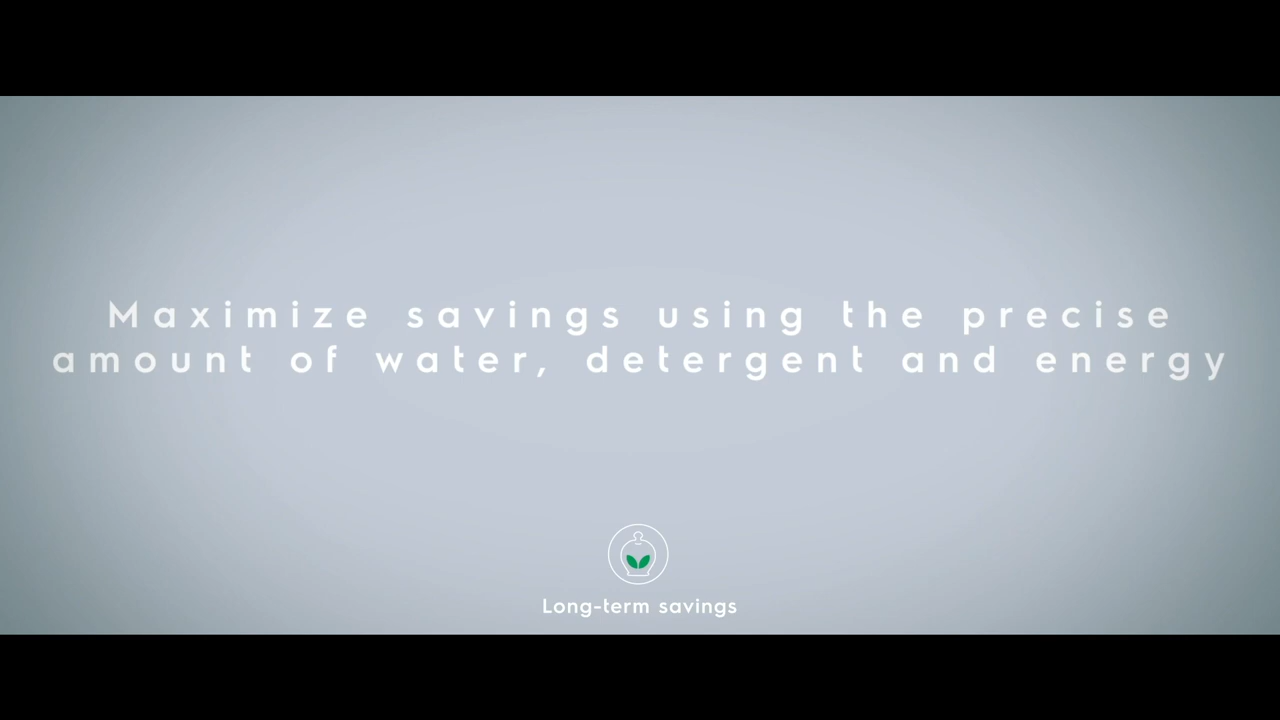 Maximize savings using the precise
amount of water, detergent and energy
Long-term savings